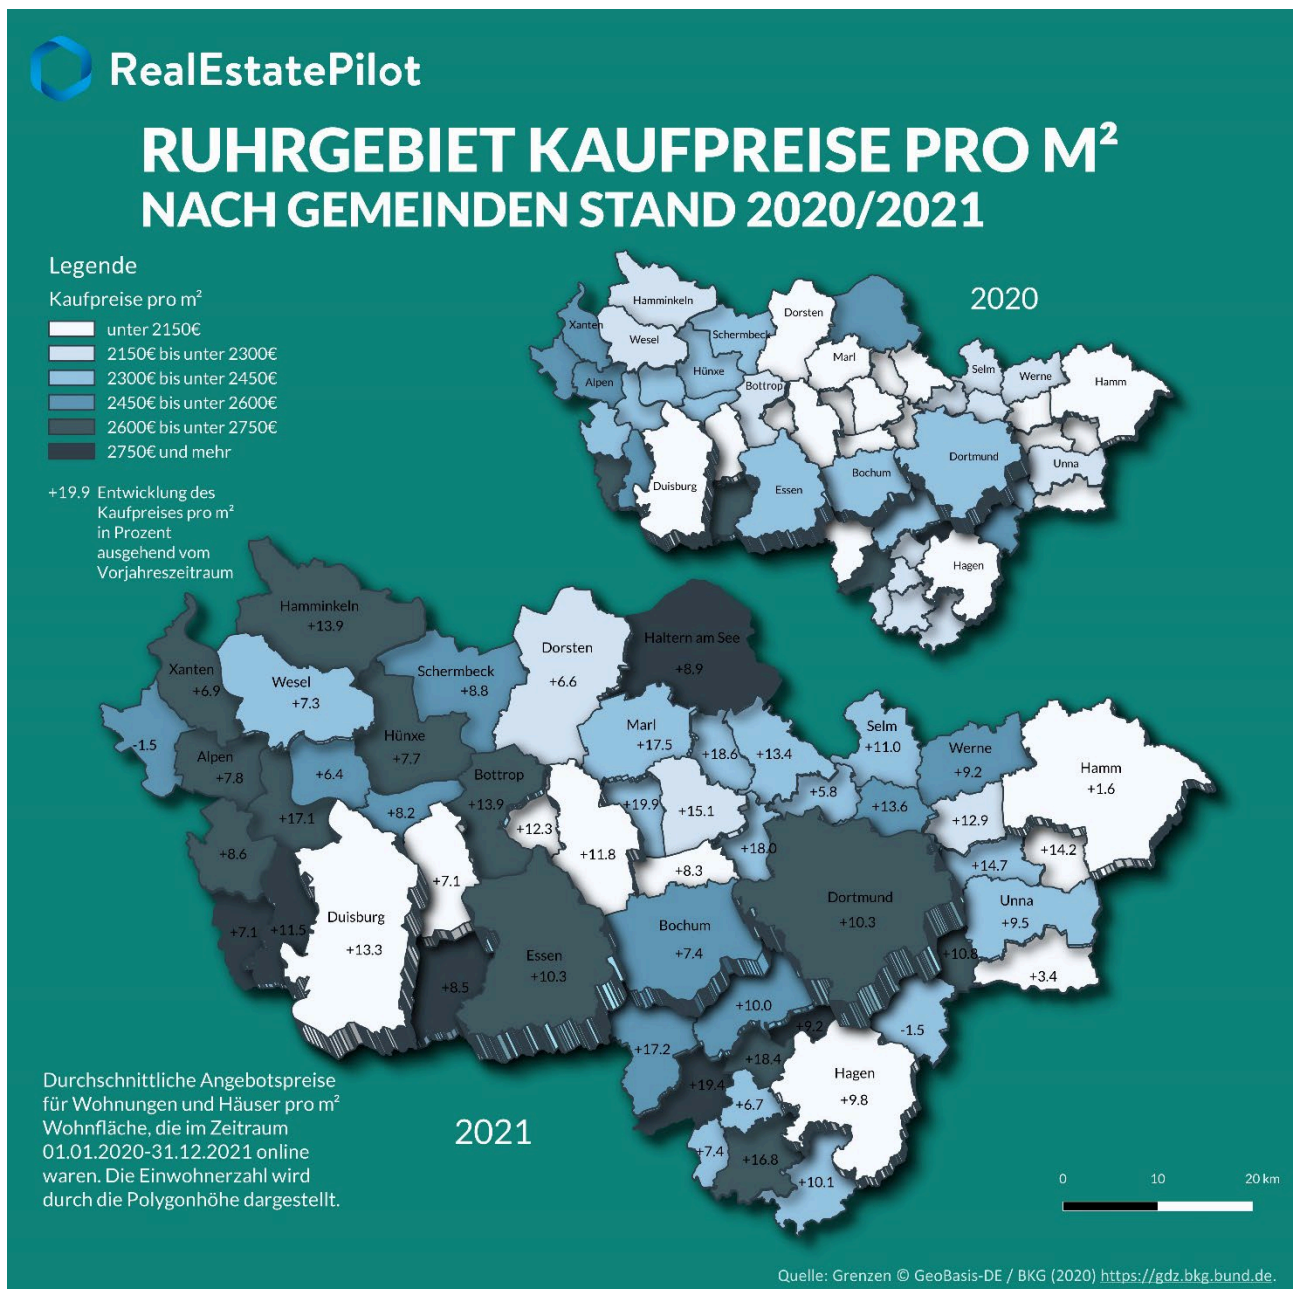 RealEstatePilot
RUHRGEBIET KAUFPREISE PRO M²
NACH GEMEINDEN STAND 2020/2021
Legende
Kaufpreise pro m²
unter 2150€
2150€ bis unter 2300€
2300€ bis unter 2450€
2450€ bis unter 2600€
2600€ bis unter 2750€
2750€ und mehr
+19.9 Entwicklung des
Kaufpreises pro m²
in Prozent
ausgehend vom
Vorjahreszeitraum
2020
Hamminkeln
Xanten
Wesel
Schermbeck
Dorsten
Marl
Alpen
Hünxe
Bottrop
Selm
Werne
Hamm
Duisburg
Essen
Bochum
Dortmund
Unna
Hagen
Hamminkeln
+13.9
Xanten
+6.9
Wesel
+7.3
Schermbeck
+8.8
Dorsten
+6.6
Haltern am See
+8.9
-1.5
Alpen
+7.8
+6.4
Hünxe
+7.7
Marl
+17.5
+18.6
+13.4
Selm
+11.0
Werne
+9.2
Hamm
+1.6
Bottrop
+13.9
+17.1
+8.2
+12.3
+19.9
+15.1
+5.8
+13.6
+12.9
+8.6
+7.1
+11.8
+8.3
+18.0
+14.7
+14.2
+7.1
+11.5
Duisburg
+13.3
+8.5
Essen
+10.3
Bochum
+7.4
Dortmund
+10.3
+10.8
Unna
+9.5
+3.4
+17.2
+10.0
+9.2
-1.5
+18.4
+19.4
+6.7
Hagen
+9.8
+7.4
+16.8
+10.1
2021
Durchschnittliche Angebotspreise
für Wohnungen und Häuser pro m²
Wohnfläche, die im Zeitraum
01.01.2020-31.12.2021 online
waren. Die Einwohnerzahl wird
durch die Polygonhöhe dargestellt.
0 10 20 km
Quelle: Grenzen © GeoBasis-DE / BKG (2020) https://gdz.bkg.bund.de.